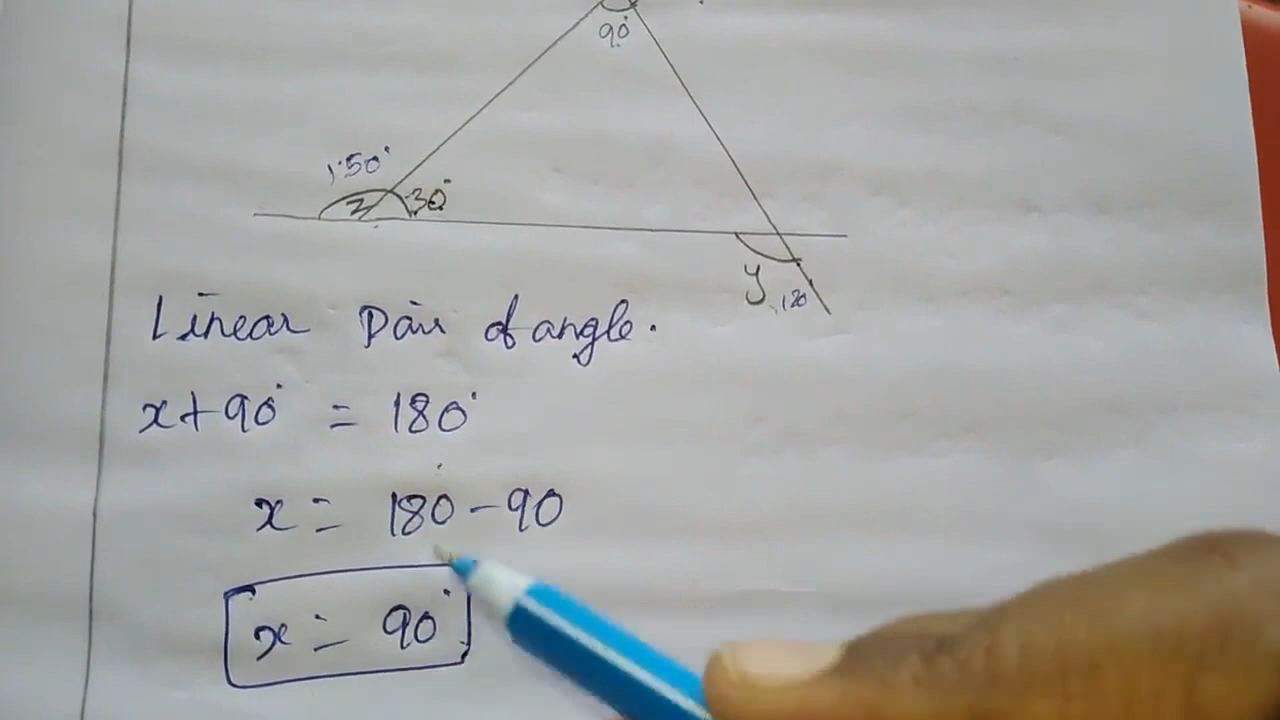 90°
150°
z 30°
y 120
Linear Pair of angle.
x+90° = 180°
x = 180-90
x = 90°